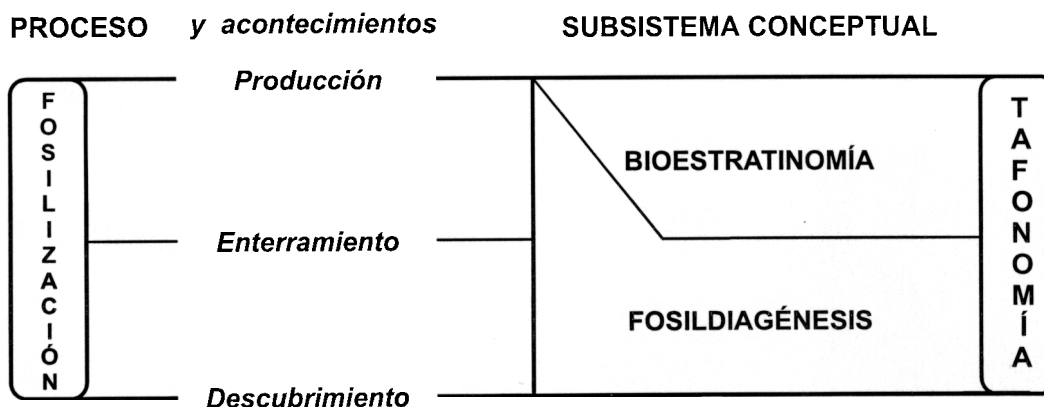 PROCESO y acontecimientos SUBSISTEMA CONCEPTUAL
Producción
FOSILIZACIÓN
TAFONOMÍA
BIOESTRATINOMÍA
Enterramiento
FOSILDIAGÉNESIS
Descubrimiento